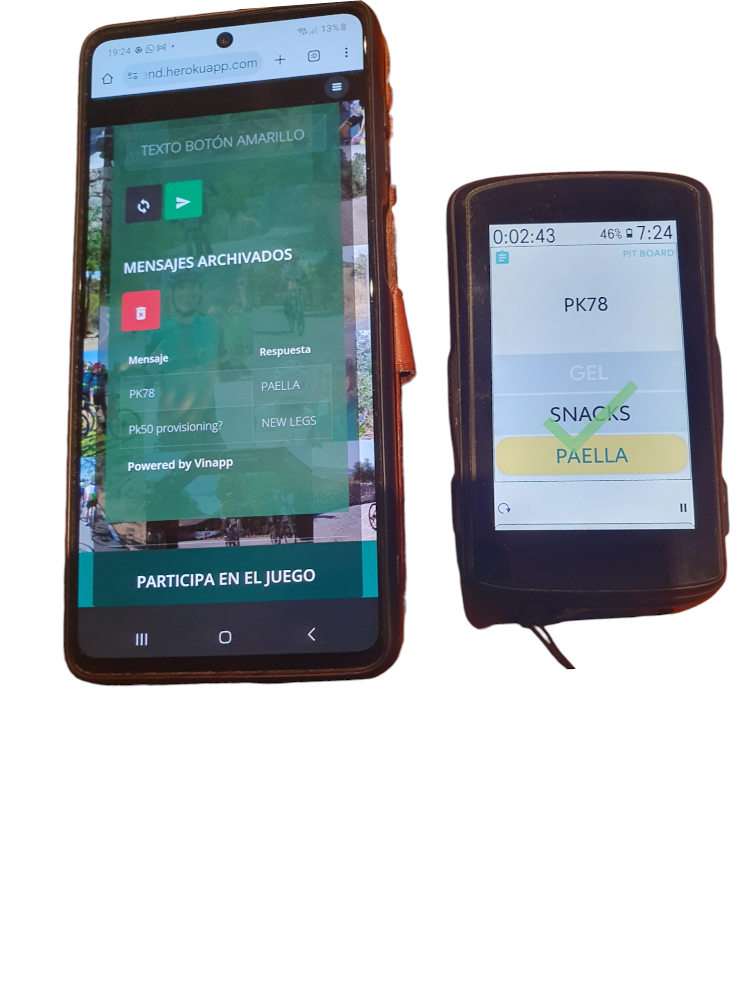 19:24
13%
nd.herokuapp.com
TEXTO BOTÓN AMARILLO
MENSAJES ARCHIVADOS
Mensaje Respuesta
PK78 PAELLA
Pk50 provisioning? NEW LEGS
Powered by Vinapp
PARTICIPA EN EL JUEGO
0:02:43 46% 7:24
PIT BOARD
PK78
GEL
SNACKS
PAELLA